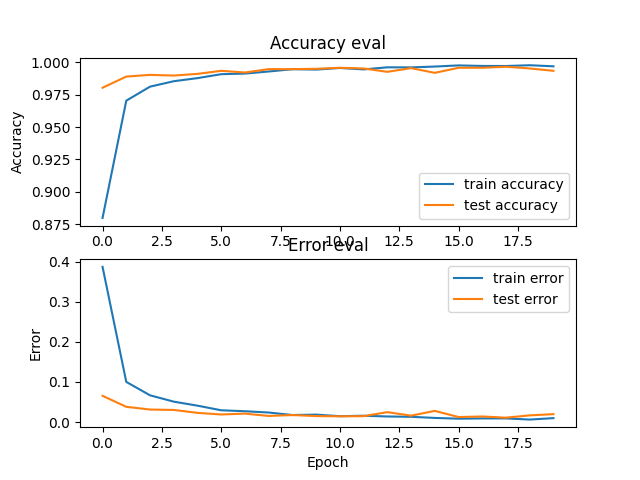 Accuracy eval
1.000
0.975
0.950
0.925
0.900
0.875
Accuracy
train accuracy
test accuracy
0.0 2.5 5.0 7.5 10.0 12.5 15.0 17.5
Error eval
0.4
0.3
0.2
0.1
0.0
Error
train error
test error
0.0 2.5 5.0 7.5 10.0 12.5 15.0 17.5
Epoch